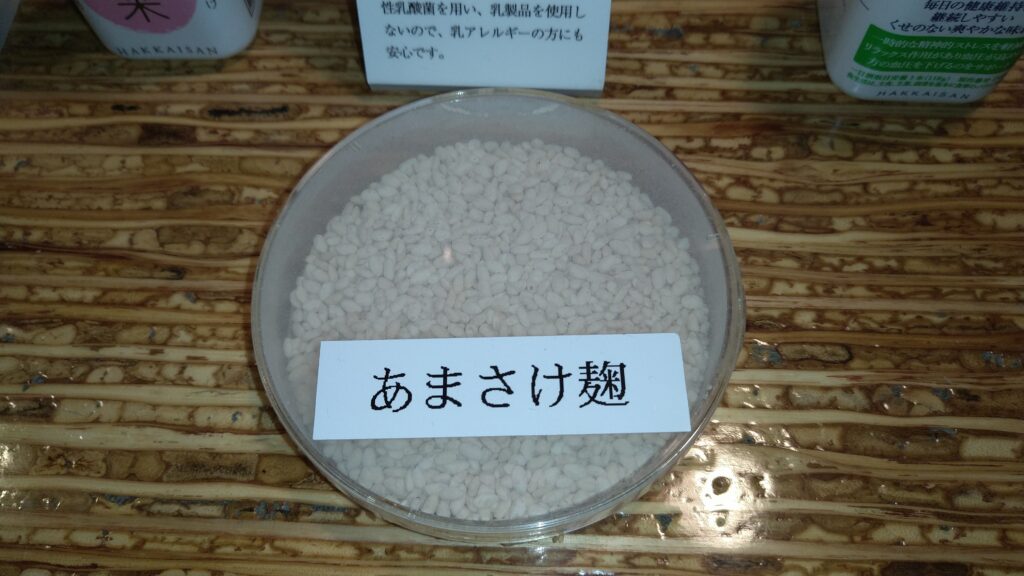 米
け
HAKKAISAN
性乳酸菌を用い、乳製品を使用し
ないので、乳アレルギーの方にも
安心です。
毎日の健康維持
継続しやすい
くせのない爽やかな味わ
HAKKAISAN
あまさけ麹